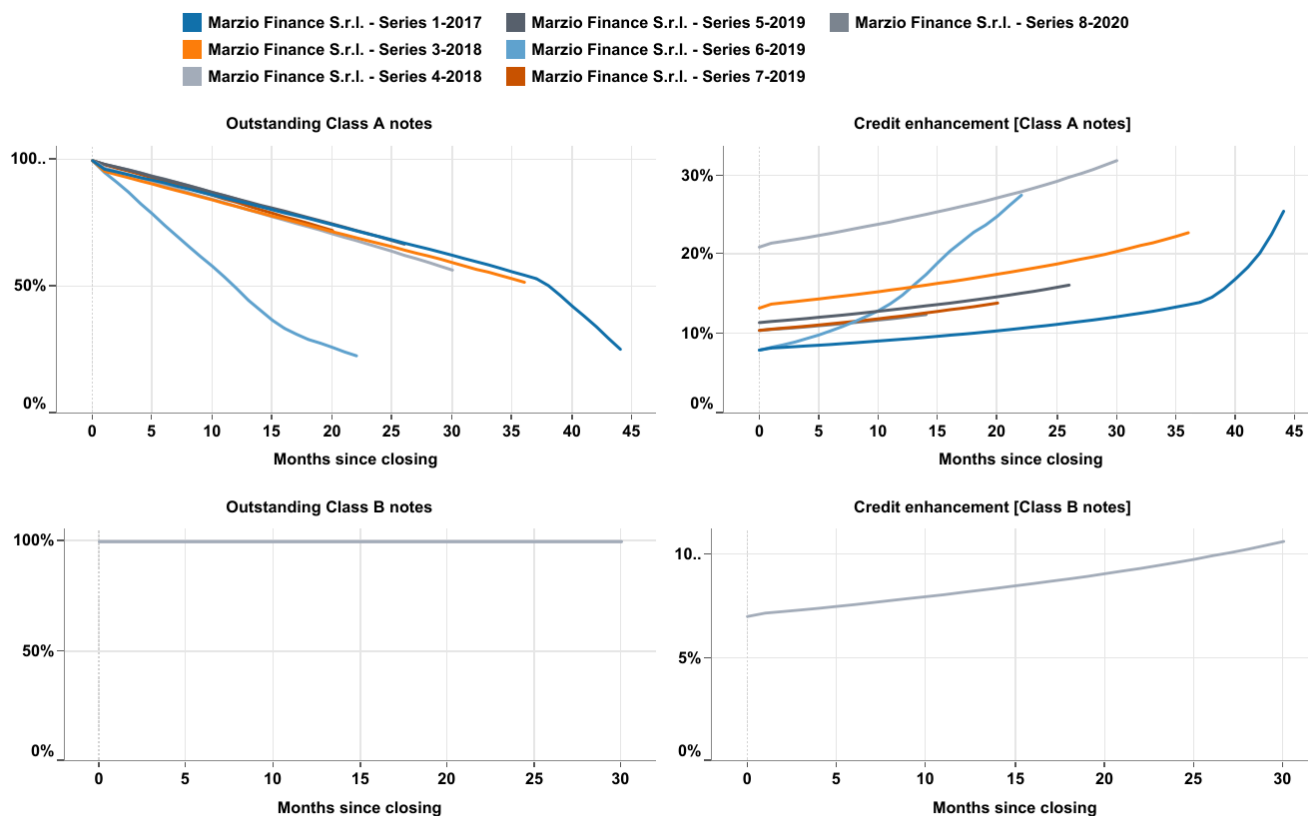 Marzio Finance S.r.l. - Series 1-2017
Marzio Finance S.r.l. - Series 5-2019
Marzio Finance S.r.l. - Series 8-2020
Marzio Finance S.r.l. - Series 3-2018
Marzio Finance S.r.l. - Series 6-2019
Marzio Finance S.r.l. - Series 4-2018
Marzio Finance S.r.l. - Series 7-2019
Outstanding Class A notes
100..
50%
0%
0 5 10 15 20 25 30 35 40 45
Months since closing
Credit enhancement [Class A notes]
30%
20%
10%
0%
0 5 10 15 20 25 30 35 40 45
Months since closing
Outstanding Class B notes
100%
50%
0%
0 5 10 15 20 25 30
Months since closing
Credit enhancement [Class B notes]
10..
5%
0%
0 5 10 15 20 25 30
Months since closing